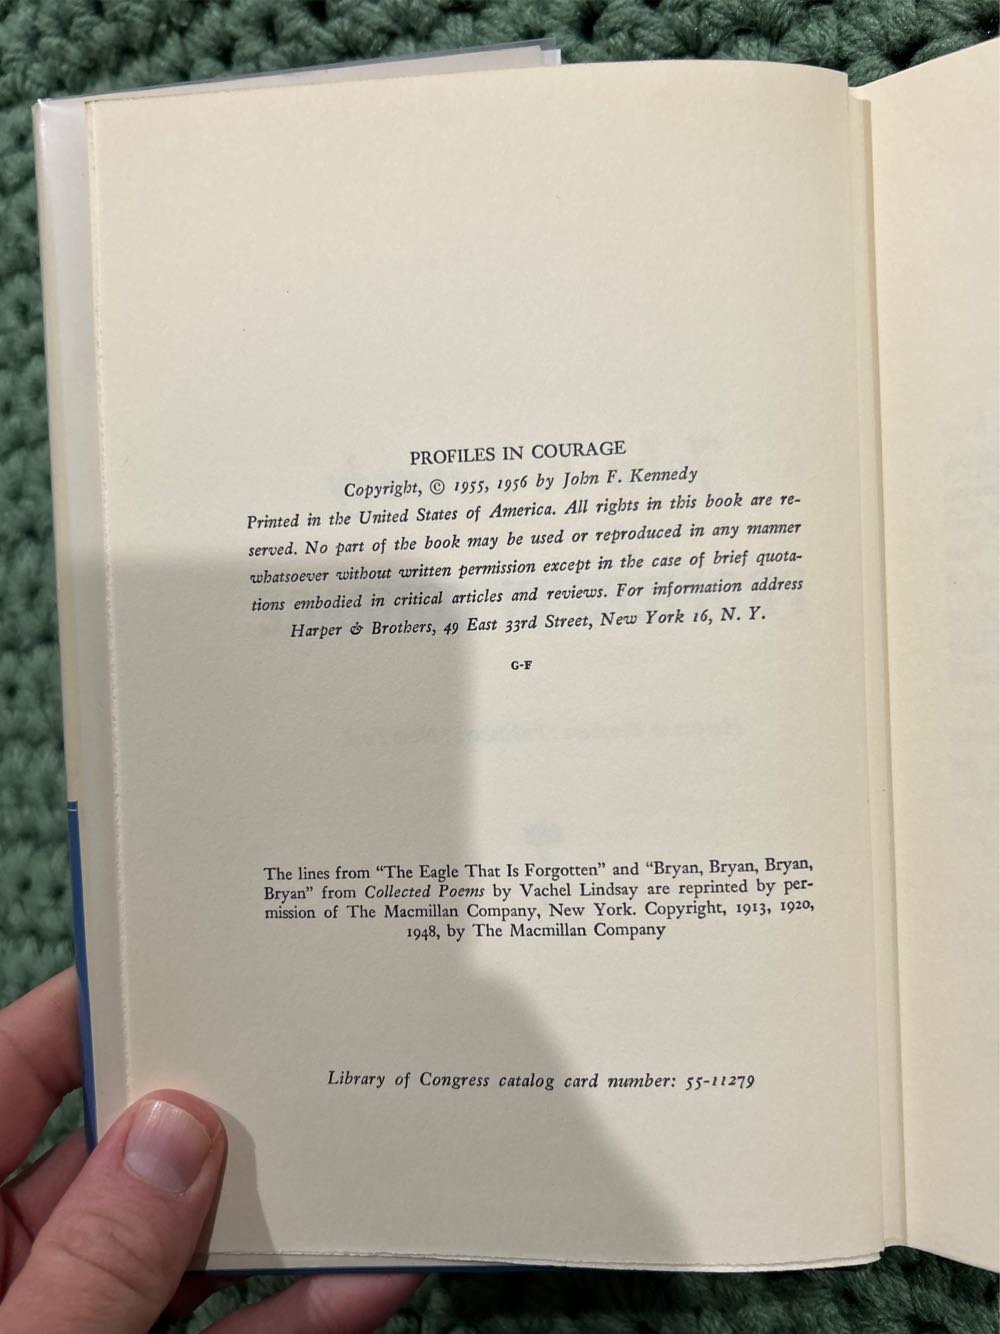 PROFILES IN COURAGE
Copyright, © 1955, 1956 by John F. Kennedy
Printed in the United States of America. All rights in this book are re-
served. No part of the book may be used or reproduced in any manner
whatsoever without written permission except in the case of brief quota-
tions embodied in critical articles and reviews. For information address
Harper & Brothers, 49 East 33rd Street, New York 16, N. Y.
G-F
The lines from “The Eagle That Is Forgotten” and “Bryan, Bryan, Bryan,
Bryan” from Collected Poems by Vachel Lindsay are reprinted by per-
mission of The Macmillan Company, New York. Copyright, 1913, 1920,
1948, by The Macmillan Company
Library of Congress catalog card number: 55-11279